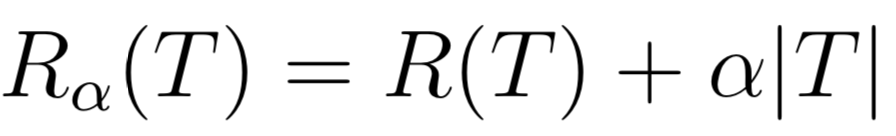 R_α(T) = R(T) + α|T|